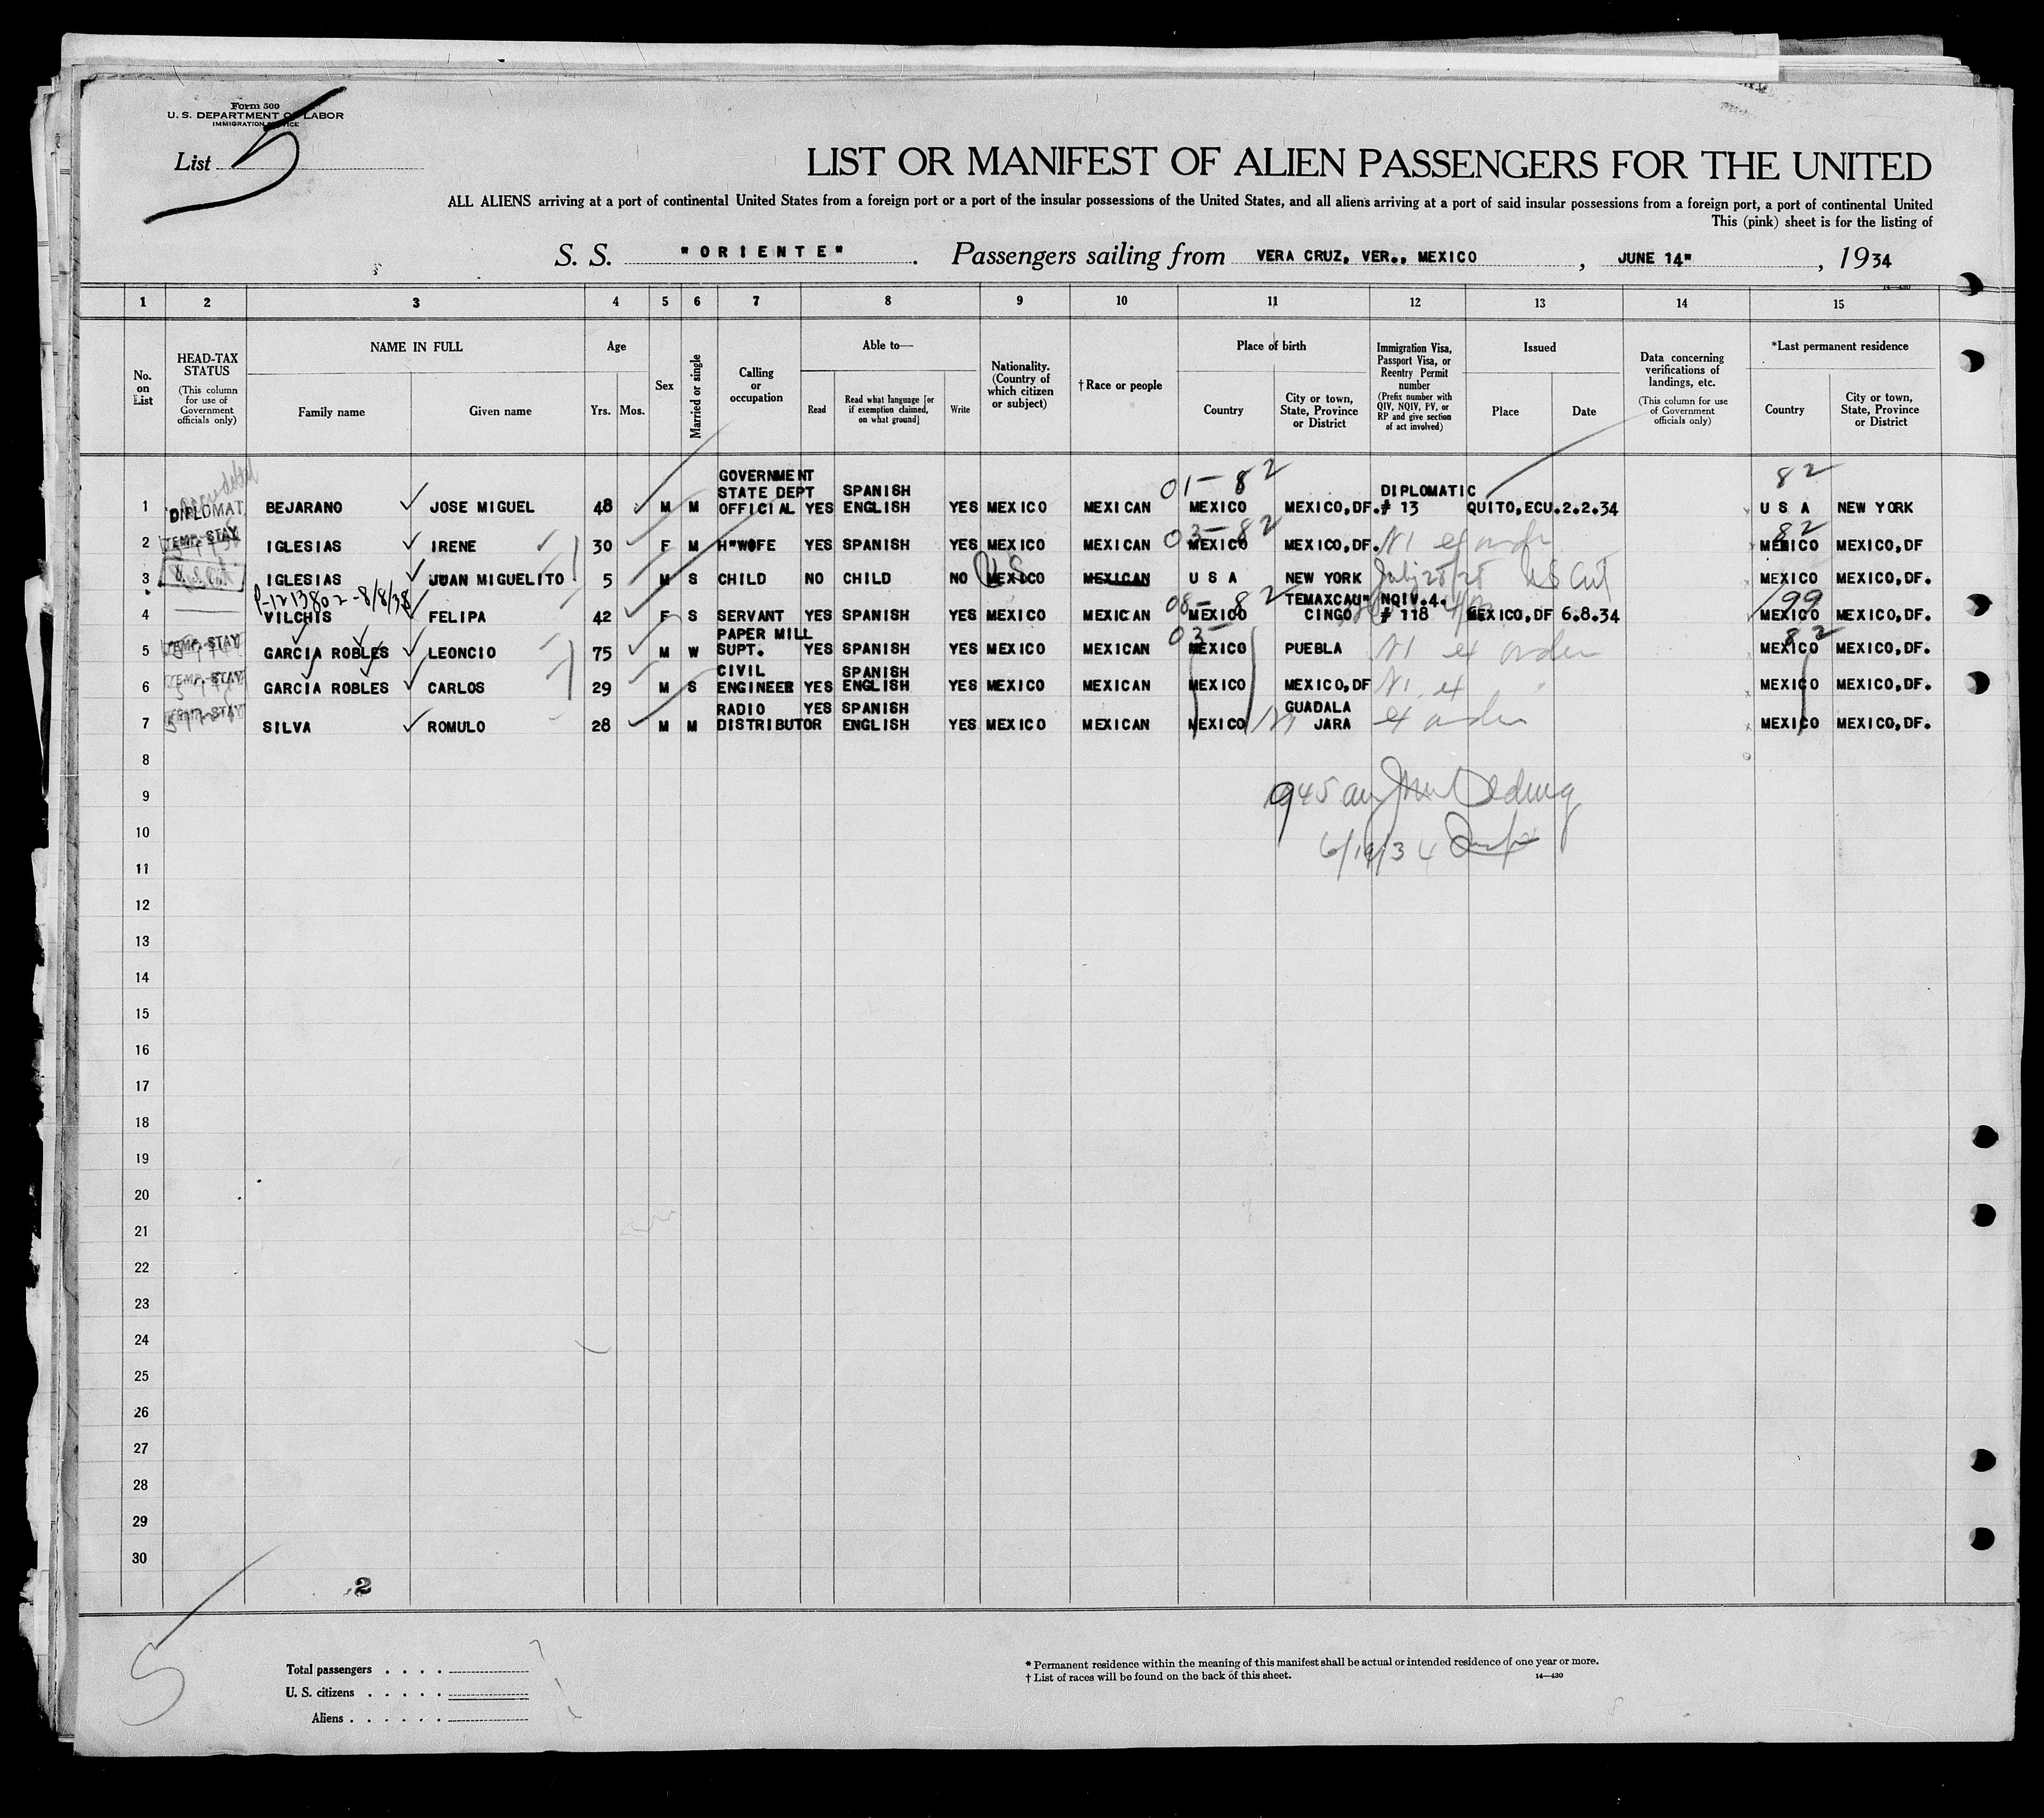 Form 500
U. S. DEPARTMENT OF LABOR
IMMIGRATION SERVICE
List 5
LIST OR MANIFEST OF ALIEN PASSENGERS FOR THE UNITED
ALL ALIENS arriving at a port of continental United States from a foreign port or a port of the insular possessions of the United States, and all aliens arriving at a port of said insular possessions from a foreign port, a port of continental United
This (pink) sheet is for the listing of
S. S. "ORIENTE". Passengers sailing from VERA CRUZ, VER., MEXICO, JUNE 14", 1934
14—430
1 2 3 4 5 6 7 8 9 10 11 12 13 14 15
No. on List
HEAD-TAX STATUS (This column for use of Government officials only)
NAME IN FULL
Family name Given name
Age
Yrs. Mos.
Sex
Married or single
Calling or occupation
Able to—
Read
Read what language [or if exemption claimed, on what ground]
Write
Nationality. (Country of which citizen or subject)
†Race or people
Place of birth
Country
City or town, State, Province or District
Immigration Visa, Passport Visa, or Reentry Permit number (Prefix number with QIV, NQIV, PV, or RP and give section of act involved)
Issued
Place Date
Data concerning verifications of landings, etc. (This column for use of Government officials only)
*Last permanent residence
Country
City or town, State, Province or District
01-82 82
1 DIPLOMAT BEJARANO JOSE MIGUEL 48 M M GOVERNMENT STATE DEPT OFFICIAL YES SPANISH ENGLISH YES MEXICO MEXICAN MEXICO MEXICO,DF. DIPLOMATIC # 13 QUITO,ECU. 2.2.34 U S A NEW YORK
03-82 82
2 TEMP. STAY IGLESIAS IRENE 30 F M H"WOFE YES SPANISH YES MEXICO MEXICAN MEXICO MEXICO,DF. MEXICO MEXICO,DF
3 IGLESIAS JUAN MIGUELITO 5 M S CHILD NO CHILD NO MEXICO US MEXICAN U S A NEW YORK MEXICO MEXICO,DF.
P-1213802-8/8/38 08-82 199
4 VILCHIS FELIPA 42 F S SERVANT YES SPANISH YES MEXICO MEXICAN MEXICO TEMAXCAU" CINGO NQIV.4. # 118 MEXICO,DF 6.8.34 MEXICO MEXICO,DF.
03- 82
5 TEMP. STAY GARCIA ROBLES LEONCIO 75 M W PAPER MILL SUPT. YES SPANISH YES MEXICO MEXICAN MEXICO PUEBLA MEXICO MEXICO,DF.
6 TEMP. STAY GARCIA ROBLES CARLOS 29 M S CIVIL ENGINEER YES SPANISH ENGLISH YES MEXICO MEXICAN MEXICO MEXICO,DF MEXICO MEXICO,DF.
7 TEMP. STAY SILVA ROMULO 28 M M RADIO DISTRIBUTOR YES SPANISH ENGLISH YES MEXICO MEXICAN MEXICO GUADALA JARA MEXICO MEXICO,DF.
8
9
10
11
12
13
14
15
16
17
18
19
20
21
22
23
24
25
26
27
28
29
30
2
5
Total passengers
U. S. citizens
Aliens
* Permanent residence within the meaning of this manifest shall be actual or intended residence of one year or more.
† List of races will be found on the back of this sheet.
14—430